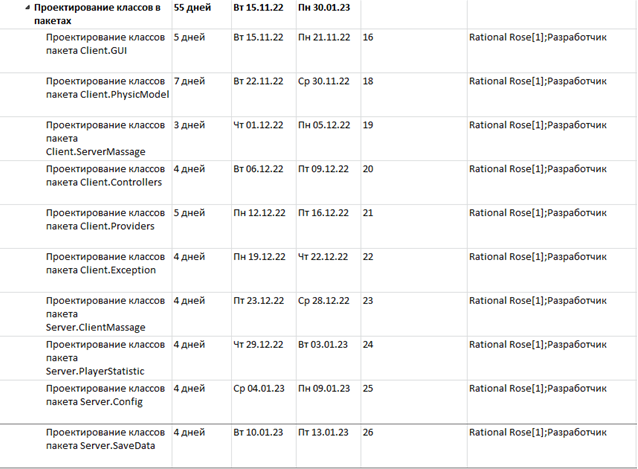 Проектирование классов в пакетах 55 дней Вт 15.11.22 Пн 30.01.23
Проектирование классов пакета Client.GUI 5 дней Вт 15.11.22 Пн 21.11.22 16 Rational Rose[1];Разработчик
Проектирование классов пакета Client.PhysicModel 7 дней Вт 22.11.22 Ср 30.11.22 18 Rational Rose[1];Разработчик
Проектирование классов пакета Client.ServerMassage 3 дней Чт 01.12.22 Пн 05.12.22 19 Rational Rose[1];Разработчик
Проектирование классов пакета Client.Controllers 4 дней Вт 06.12.22 Пт 09.12.22 20 Rational Rose[1];Разработчик
Проектирование классов пакета Client.Providers 5 дней Пн 12.12.22 Пт 16.12.22 21 Rational Rose[1];Разработчик
Проектирование классов пакета Client.Exception 4 дней Пн 19.12.22 Чт 22.12.22 22 Rational Rose[1];Разработчик
Проектирование классов пакета Server.ClientMassage 4 дней Пт 23.12.22 Ср 28.12.22 23 Rational Rose[1];Разработчик
Проектирование классов пакета Server.PlayerStatistic 4 дней Чт 29.12.22 Вт 03.01.23 24 Rational Rose[1];Разработчик
Проектирование классов пакета Server.Config 4 дней Ср 04.01.23 Пн 09.01.23 25 Rational Rose[1];Разработчик
Проектирование классов пакета Server.SaveData 4 дней Вт 10.01.23 Пт 13.01.23 26 Rational Rose[1];Разработчик